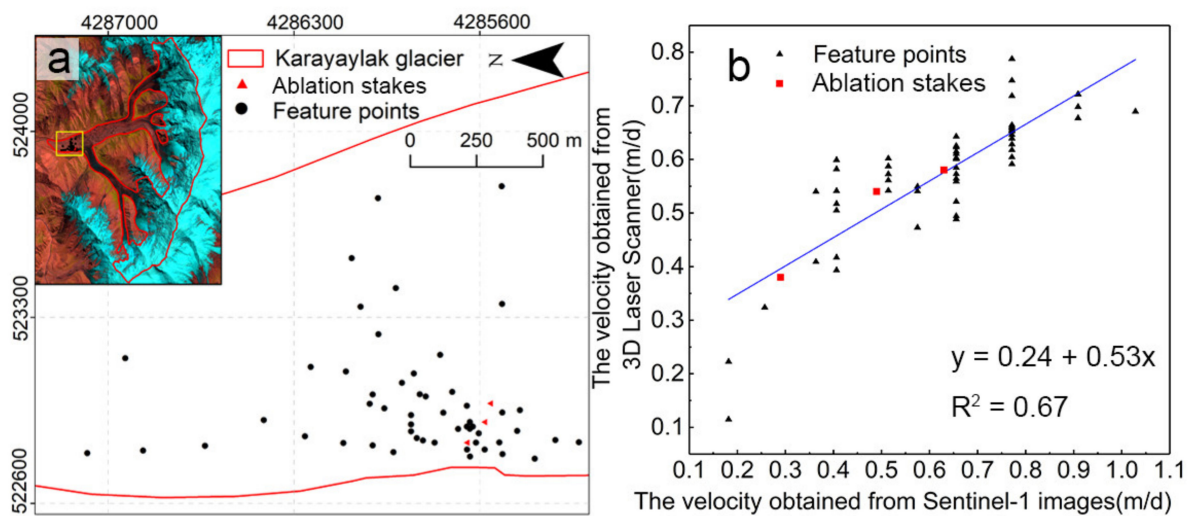 4287000 4286300 4285600
a
Karayaylak glacier
N
Ablation stakes
Feature points
0 250 500 m
524000
523300
522600
The velocity obtained from
3D Laser Scanner(m/d)
b
Feature points
Ablation stakes
0.8
0.7
0.6
0.5
0.4
0.3
0.2
0.1
0.0
y = 0.24 + 0.53x
R² = 0.67
0.1 0.2 0.3 0.4 0.5 0.6 0.7 0.8 0.9 1.0 1.1
The velocity obtained from Sentinel-1 images(m/d)